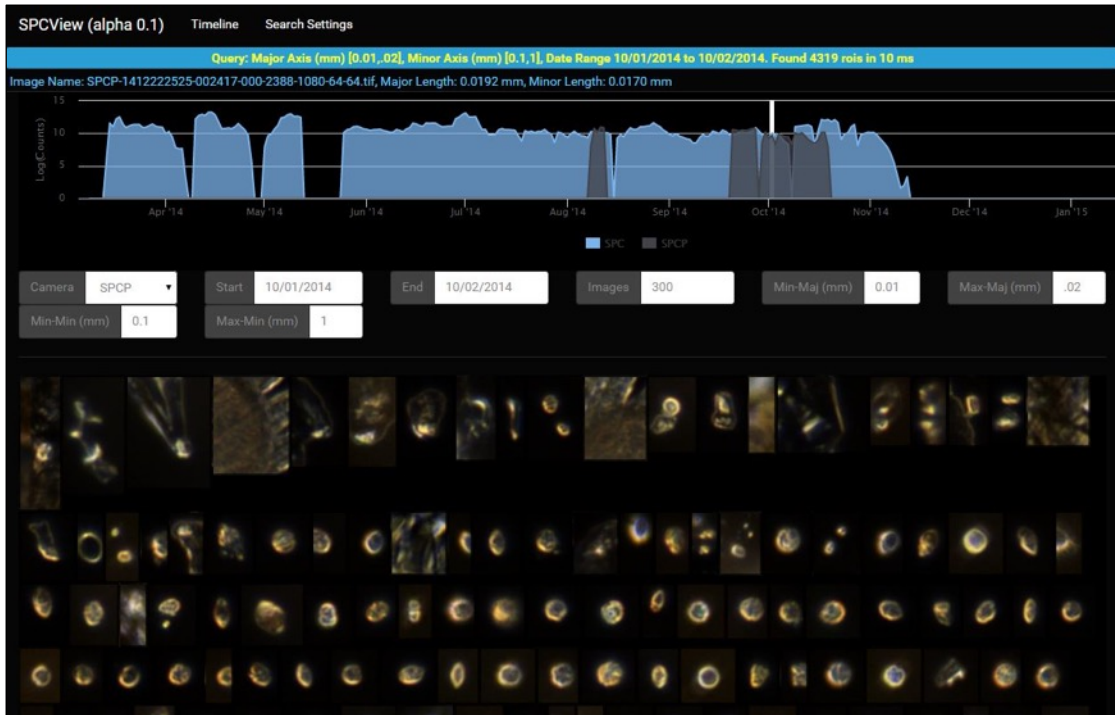 SPCView (alpha 0.1) Timeline Search Settings
Query: Major Axis (mm) [0.01,.02], Minor Axis (mm) [0.1,1], Date Range 10/01/2014 to 10/02/2014. Found 4319 rois in 10 ms
Image Name: SPCP-1412222525-002417-000-2388-1080-64-64.tif, Major Length: 0.0192 mm, Minor Length: 0.0170 mm
15
10
5
0
Log(Counts)
Apr '14 May '14 Jun '14 Jul '14 Aug '14 Sep '14 Oct '14 Nov '14 Dec '14 Jan '15
SPC SPCP
Camera SPCP Start 10/01/2014 End 10/02/2014 Images 300 Min-Maj (mm) 0.01 Max-Maj (mm) .02
Min-Min (mm) 0.1 Max-Min (mm) 1